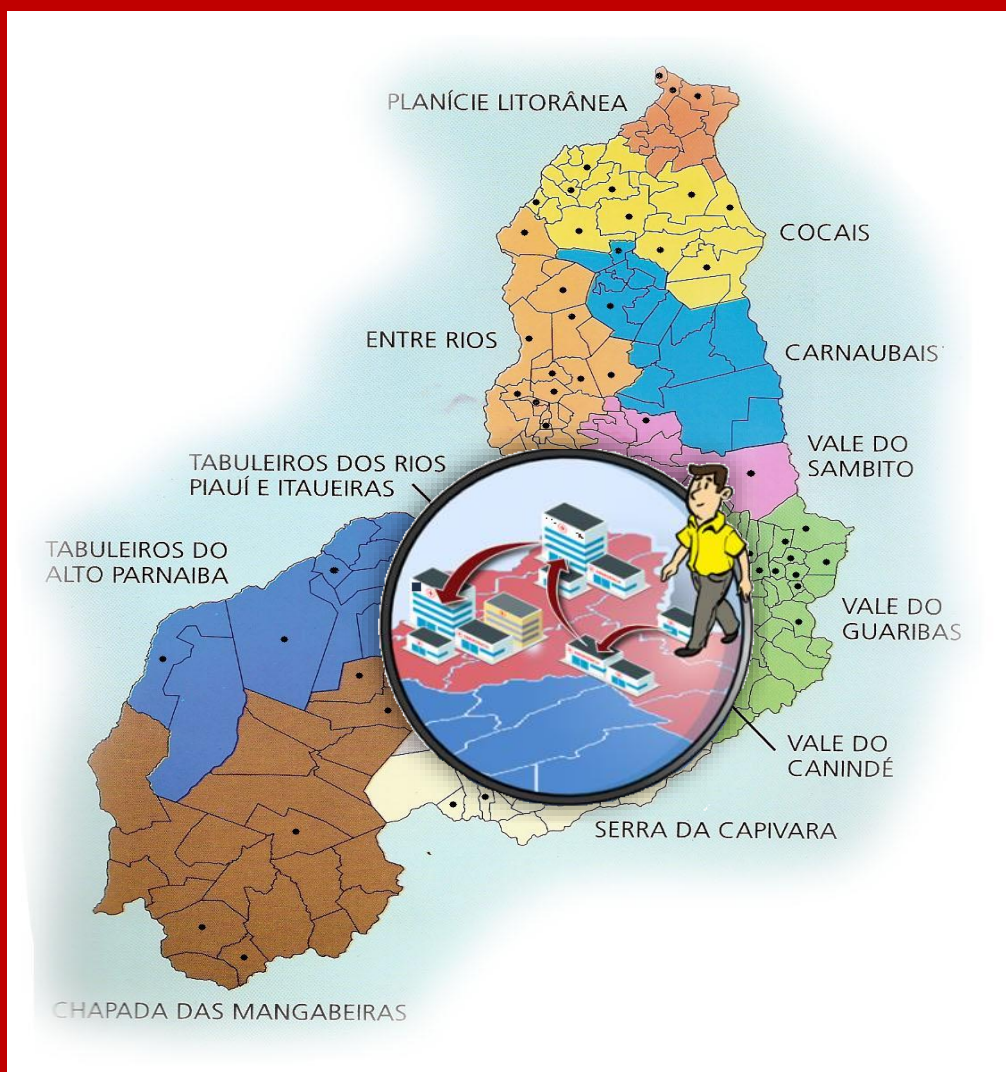 PLANÍCIE LITORÂNEA
COCAIS
ENTRE RIOS
CARNAUBAIS
VALE DO
SAMBITO
TABULEIROS DOS RIOS
PIAUÍ E ITAUEIRAS
TABULEIROS DO
ALTO PARNAIBA
VALE DO
GUARIBAS
VALE DO
CANINDÉ
SERRA DA CAPIVARA
CHAPADA DAS MANGABEIRAS